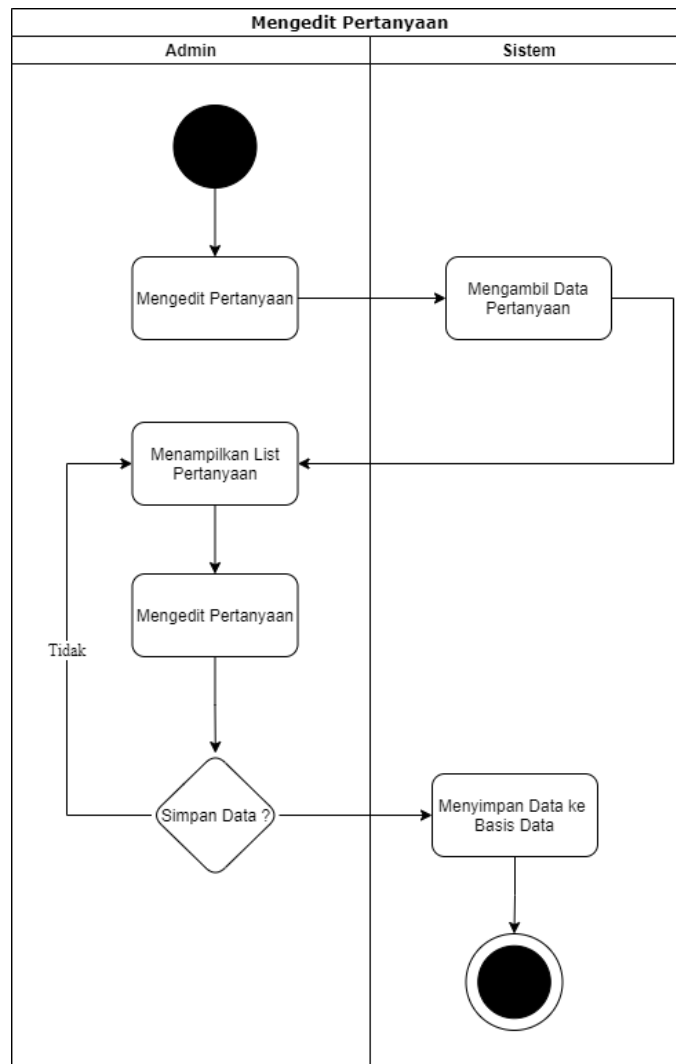 Mengedit Pertanyaan
Admin
Sistem
Mengedit Pertanyaan
Mengambil Data
Pertanyaan
Menampilkan List
Pertanyaan
Mengedit Pertanyaan
Tidak
Simpan Data ?
Menyimpan Data ke
Basis Data